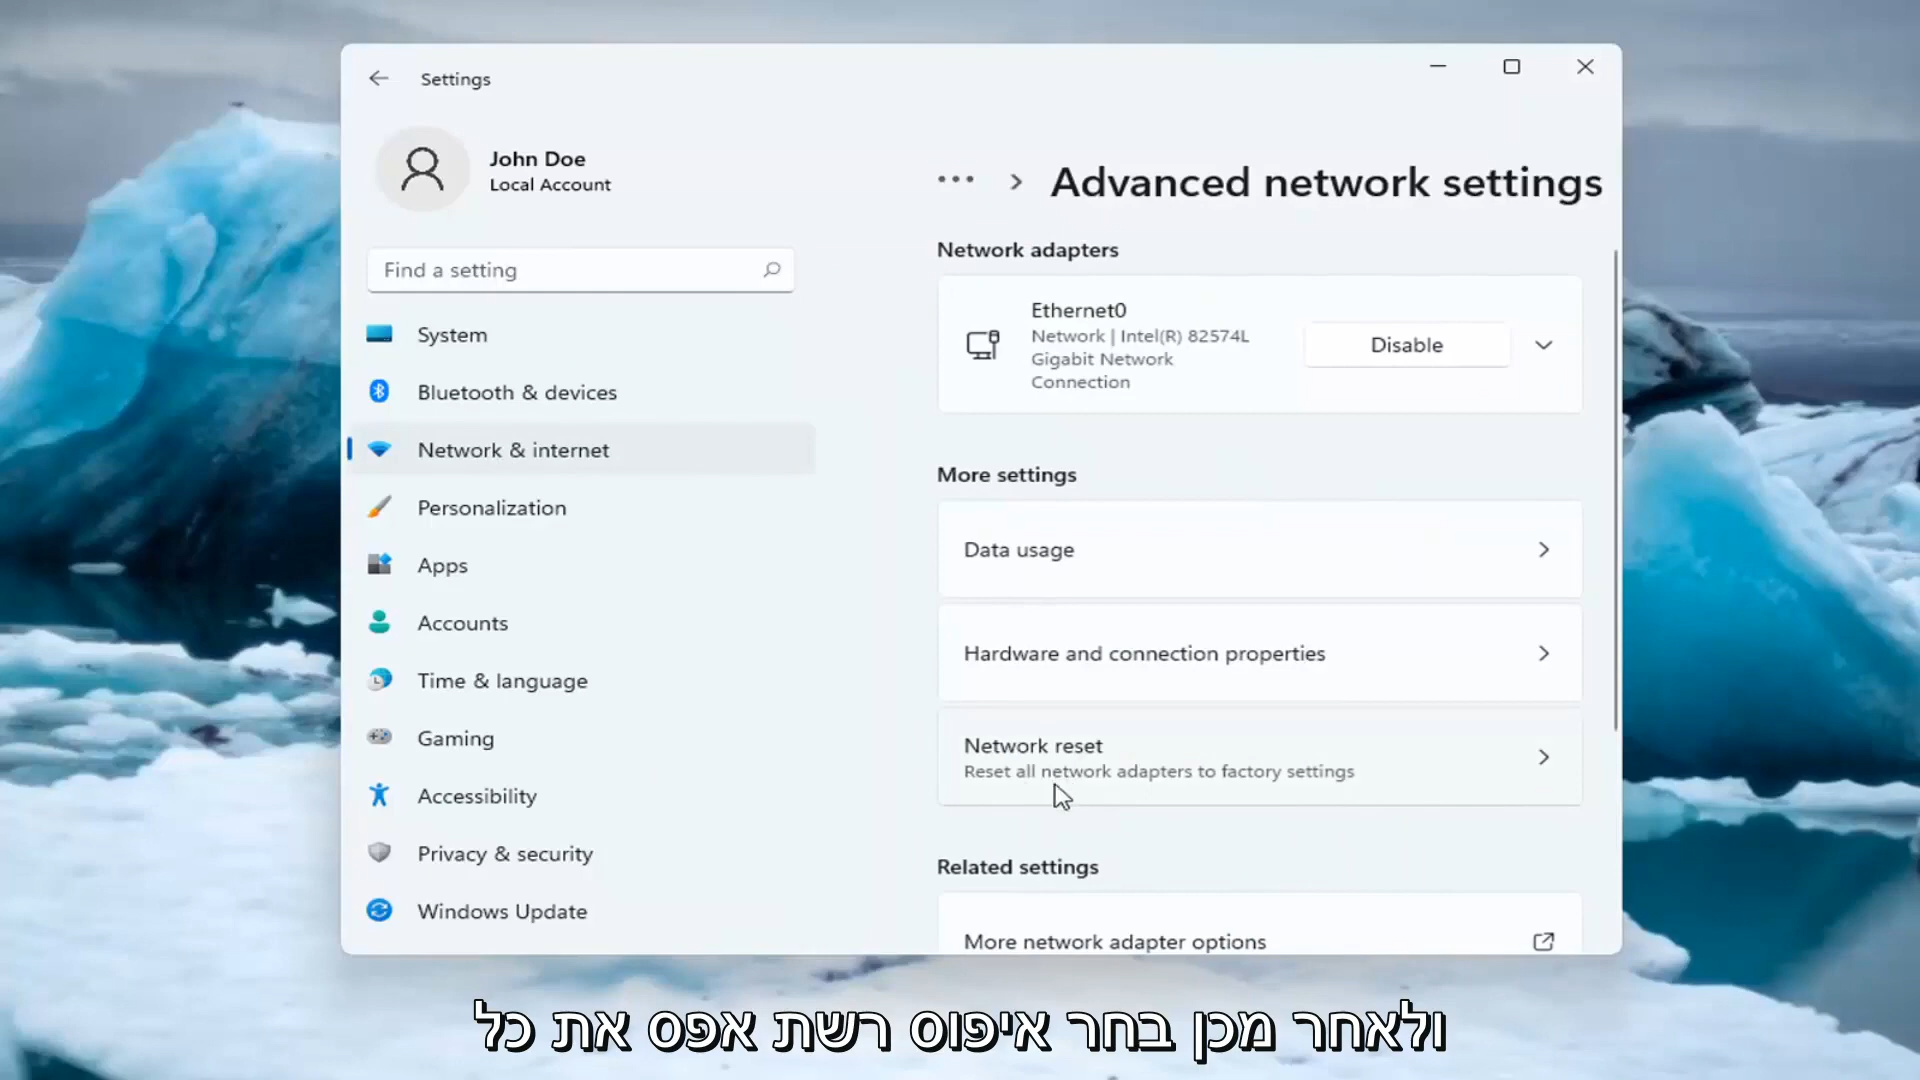 Settings
John Doe
Local Account
Find a setting
System
Bluetooth & devices
Network & internet
Personalization
Apps
Accounts
Time & language
Gaming
Accessibility
Privacy & security
Windows Update
Advanced network settings
Network adapters
Ethernet0
Network | Intel(R) 82574L
Gigabit Network
Connection
Disable
More settings
Data usage
Hardware and connection properties
Network reset
Reset all network adapters to factory settings
Related settings
More network adapter options
ולאחר מכן בחר איפוס רשת אפס את כל